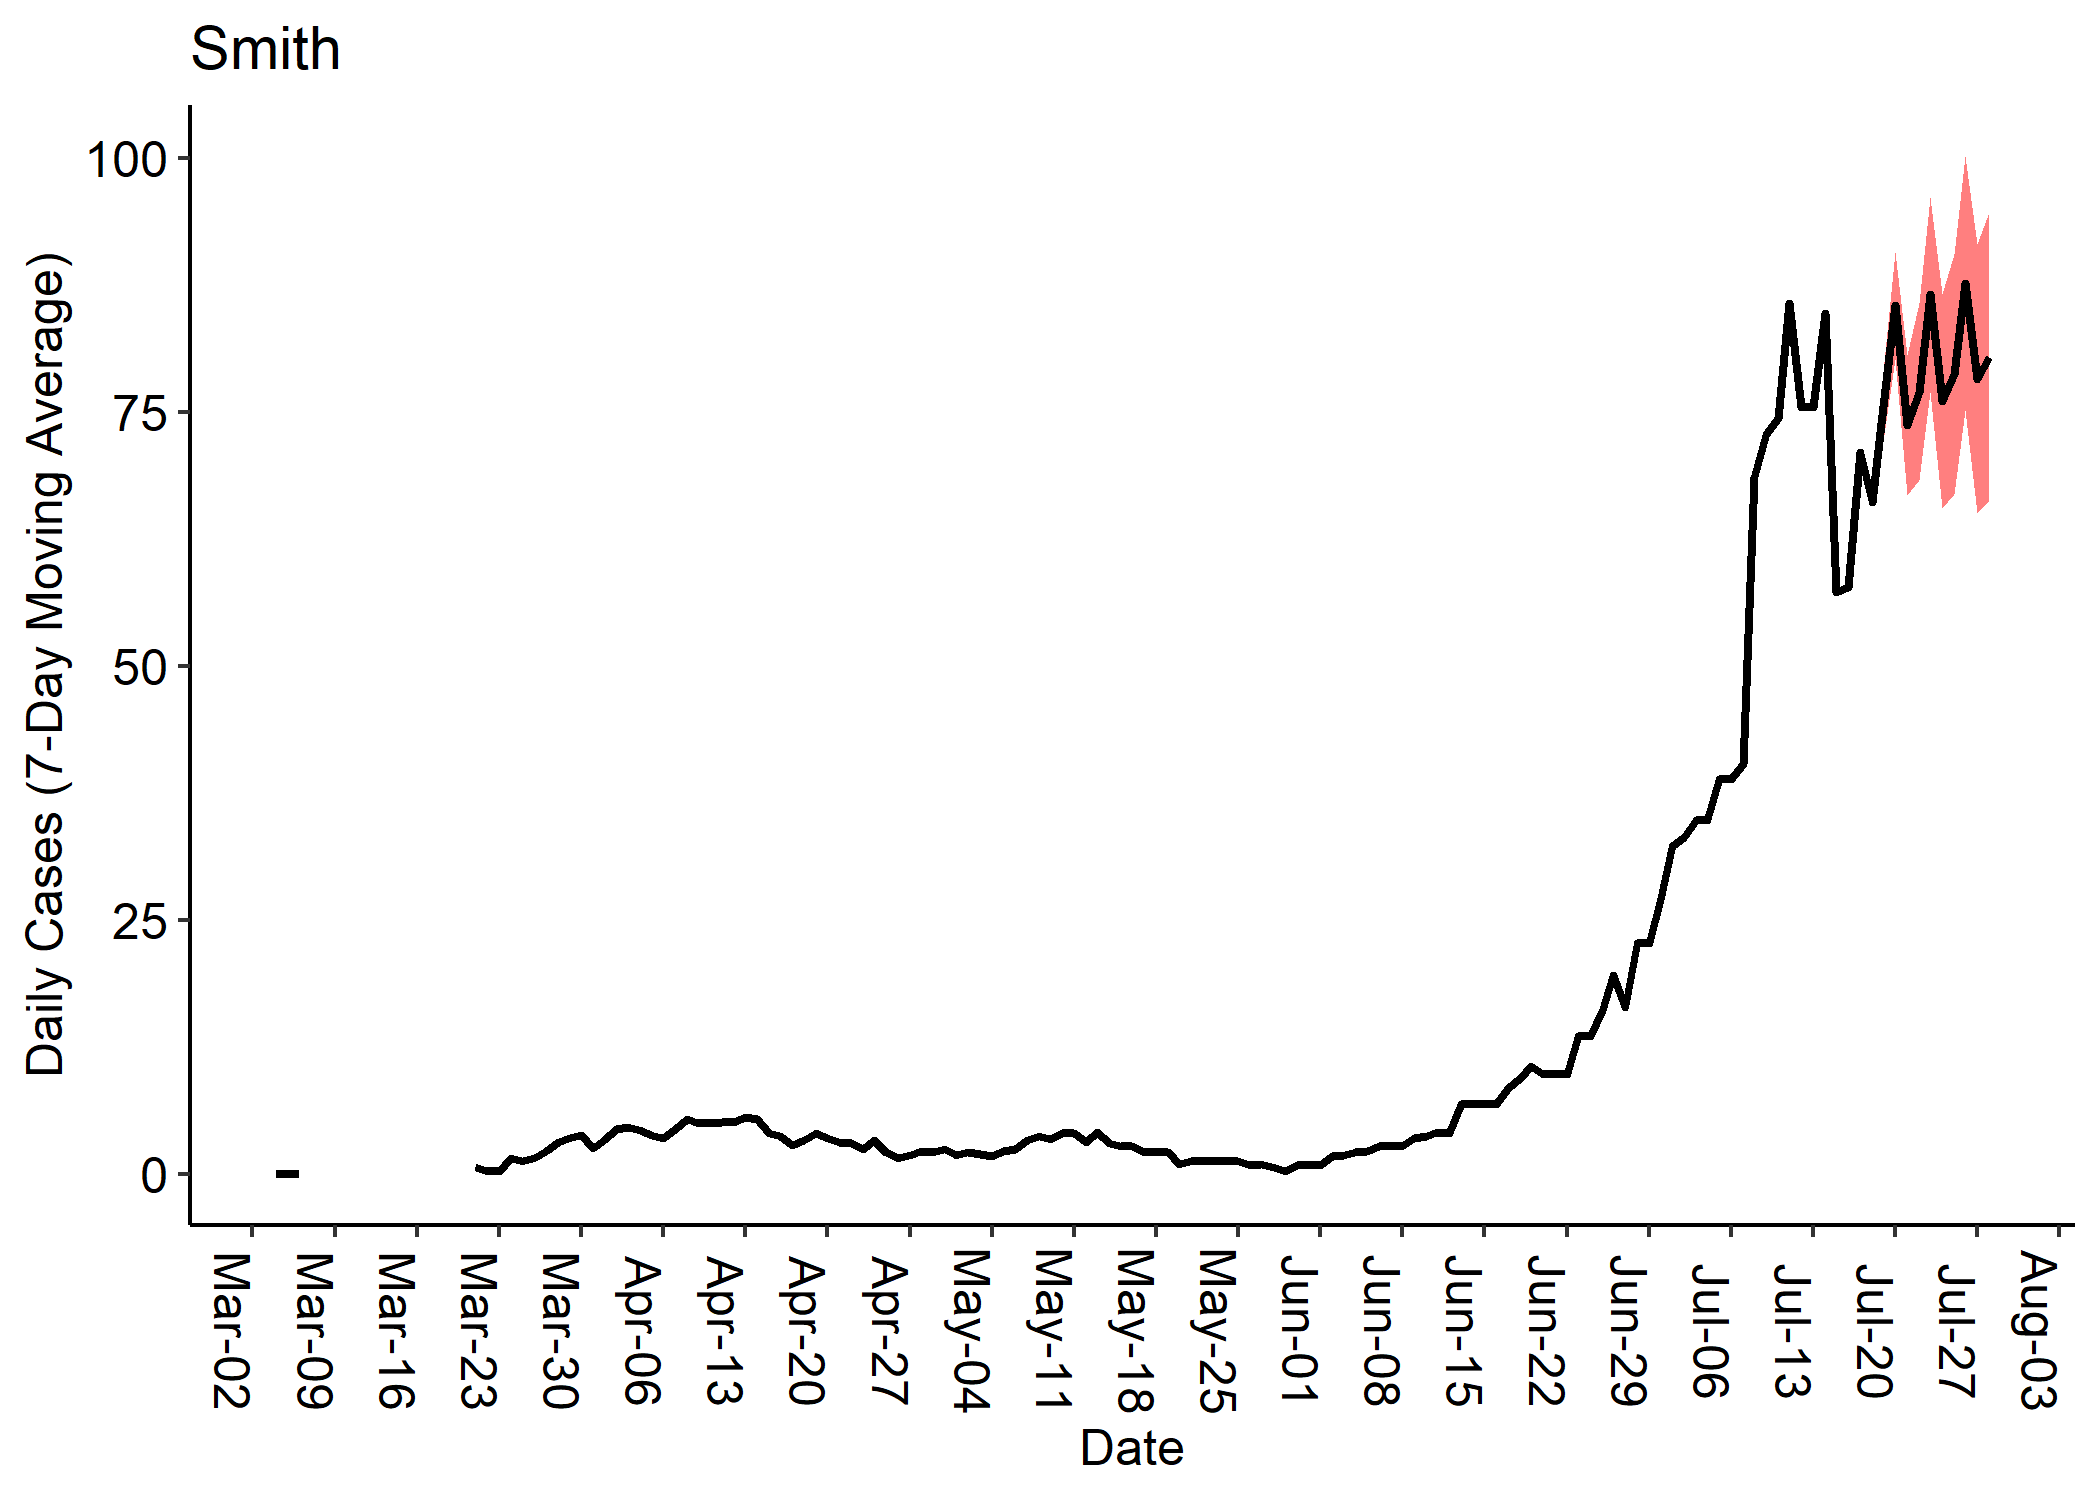 Smith
Daily Cases (7-Day Moving Average)
100
75
50
25
0
Mar-02
Mar-09
Mar-16
Mar-23
Mar-30
Apr-06
Apr-13
Apr-20
Apr-27
May-04
May-11
May-18
May-25
Jun-01
Jun-08
Jun-15
Jun-22
Jun-29
Jul-06
Jul-13
Jul-20
Jul-27
Aug-03
Date